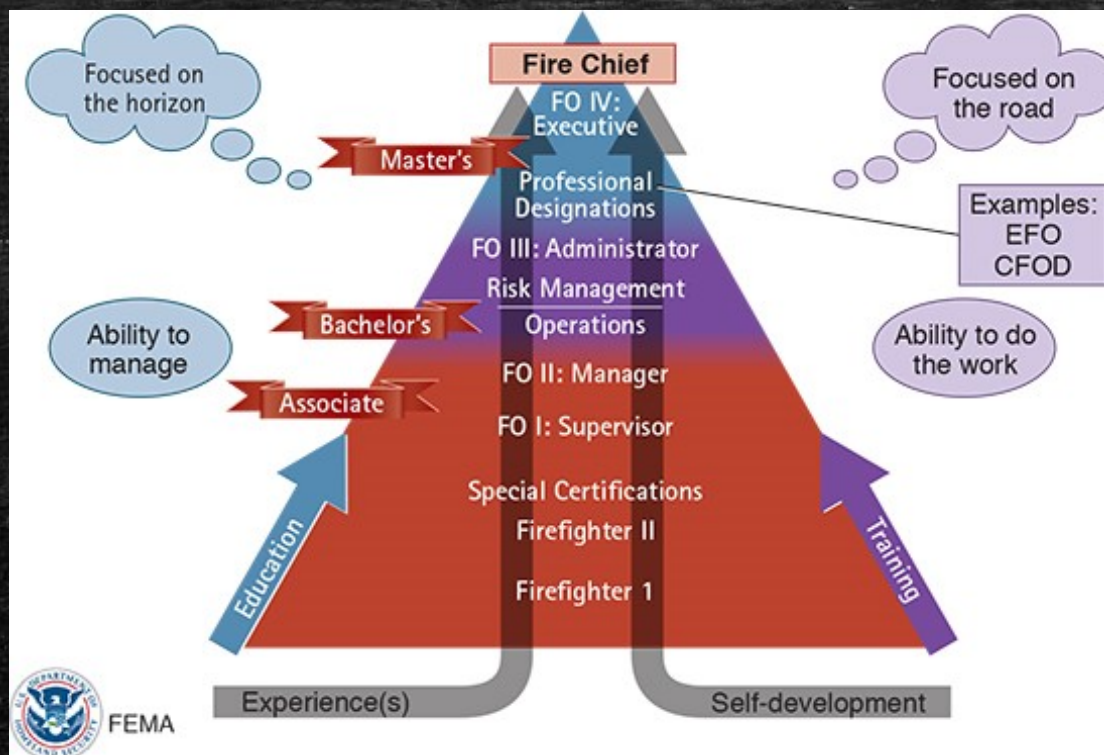 Focused on
the horizon
Fire Chief
Focused on
the road
FO IV:
Executive
Master's
Professional
Designations
Examples:
EFO
CFOD
FO III: Administrator
Risk Management
Bachelor's
Operations
Ability to
manage
Ability to do
the work
FO II: Manager
Associate
FO I: Supervisor
Special Certifications
Firefighter II
Firefighter 1
Education
Training
Experience(s)
Self-development
FEMA